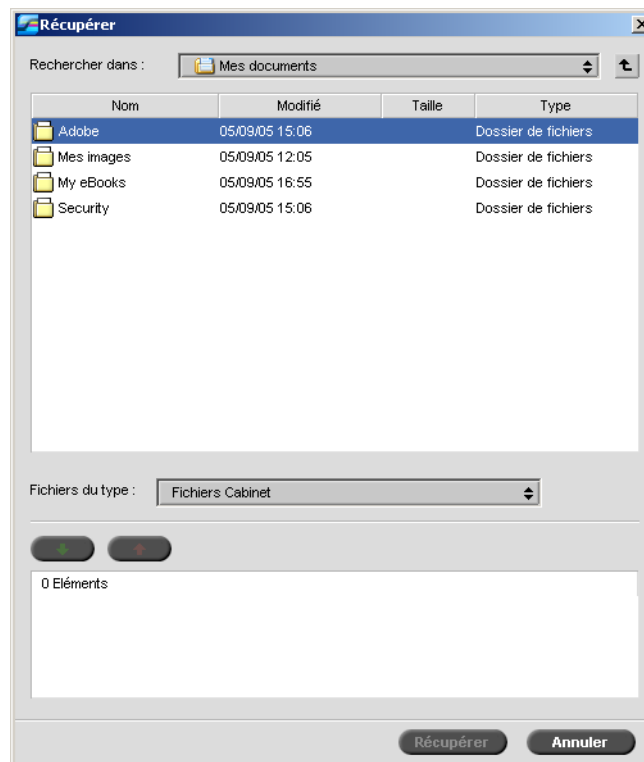 Récupérer
Rechercher dans : Mes documents
Nom Modifié Taille Type
Adobe 05/09/05 15:06 Dossier de fichiers
Mes images 05/09/05 12:05 Dossier de fichiers
My eBooks 05/09/05 16:55 Dossier de fichiers
Security 05/09/05 15:06 Dossier de fichiers
Fichiers du type : Fichiers Cabinet
0 Eléments
Récupérer Annuler